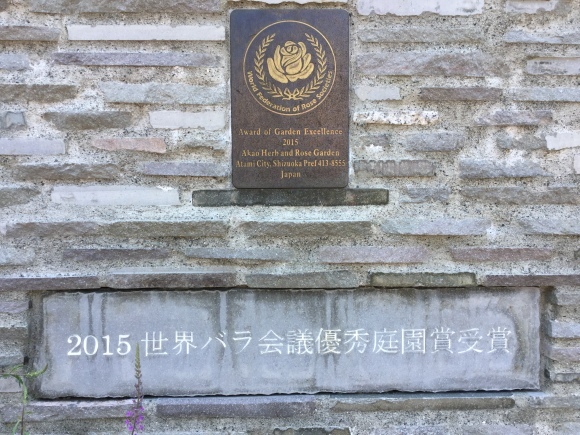 World Federation of Rose Societies
Award of Garden Excellence
2015
Akao Herb and Rose Garden
Atami City, Shizuoka Pref 413-8555
Japan
2015 世界バラ会議優秀庭園賞受賞